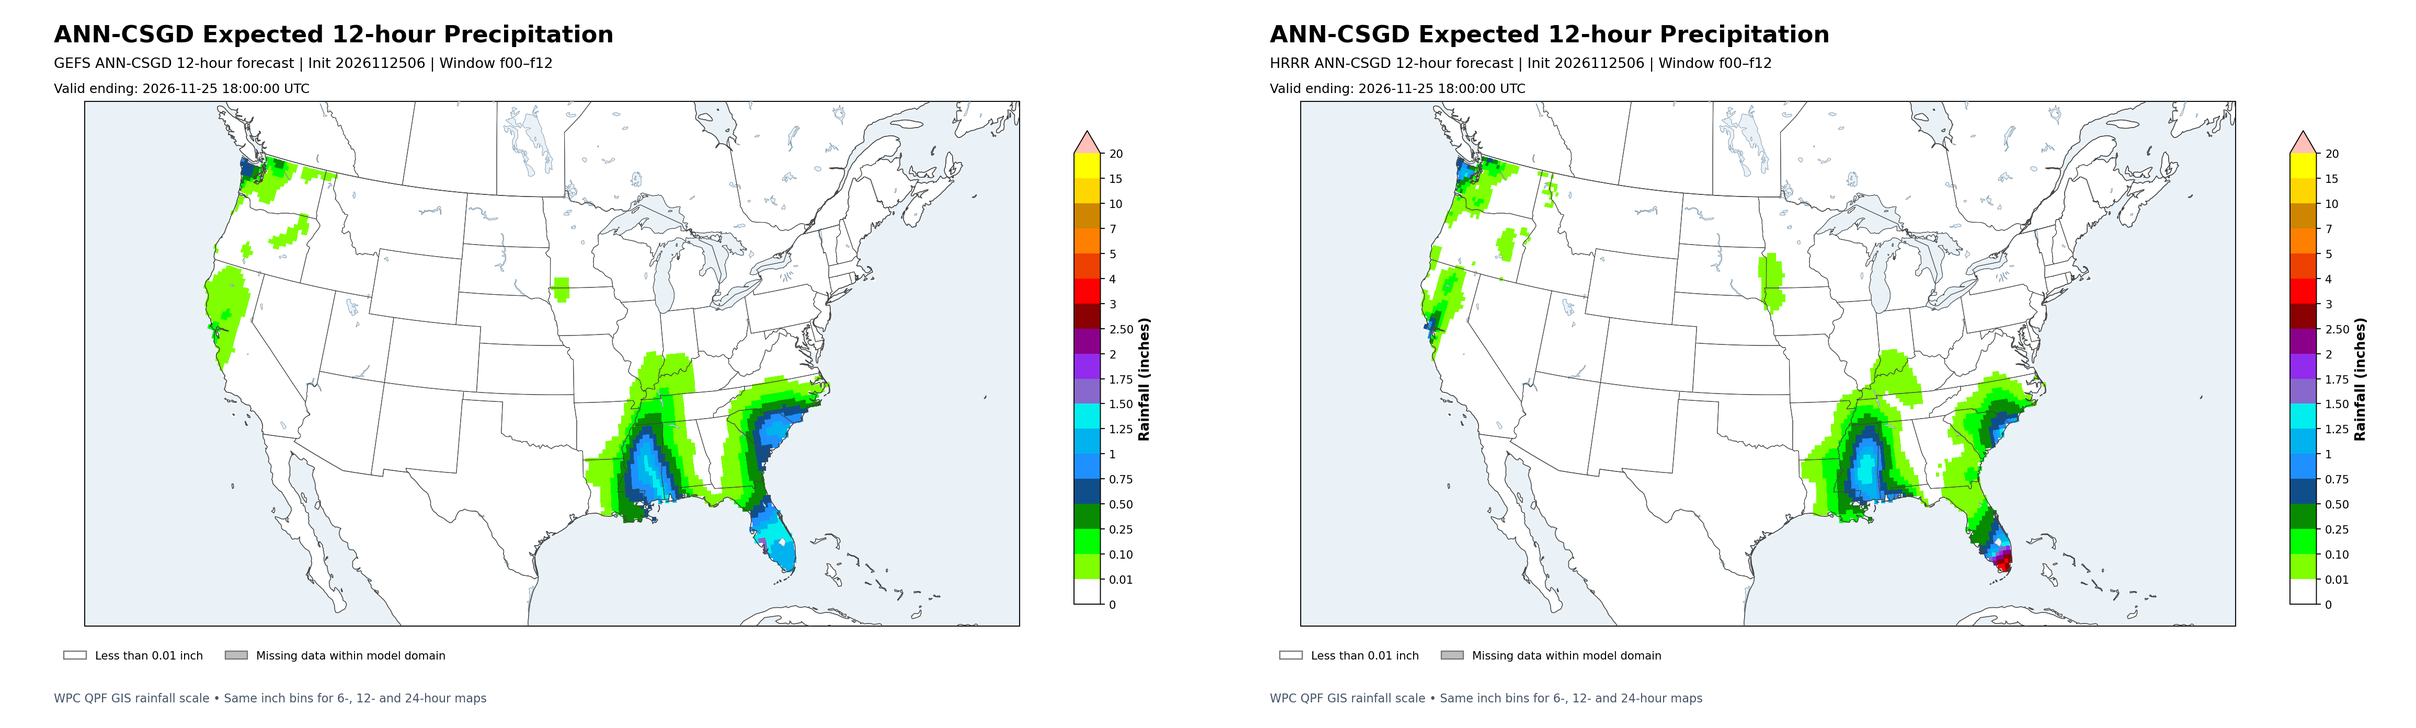 ANN-CSGD Expected 12-hour Precipitation
GEFS ANN-CSGD 12-hour forecast | Init 2026112506 | Window f00–f12
Valid ending: 2026-11-25 18:00:00 UTC
20
15
10
7
5
4
3
2.50
2
1.75
1.50
1.25
1
0.75
0.50
0.25
0.10
0.01
0
Rainfall (inches)
Less than 0.01 inch
Missing data within model domain
WPC QPF GIS rainfall scale • Same inch bins for 6-, 12- and 24-hour maps
ANN-CSGD Expected 12-hour Precipitation
HRRR ANN-CSGD 12-hour forecast | Init 2026112506 | Window f00–f12
Valid ending: 2026-11-25 18:00:00 UTC
20
15
10
7
5
4
3
2.50
2
1.75
1.50
1.25
1
0.75
0.50
0.25
0.10
0.01
0
Rainfall (inches)
Less than 0.01 inch
Missing data within model domain
WPC QPF GIS rainfall scale • Same inch bins for 6-, 12- and 24-hour maps